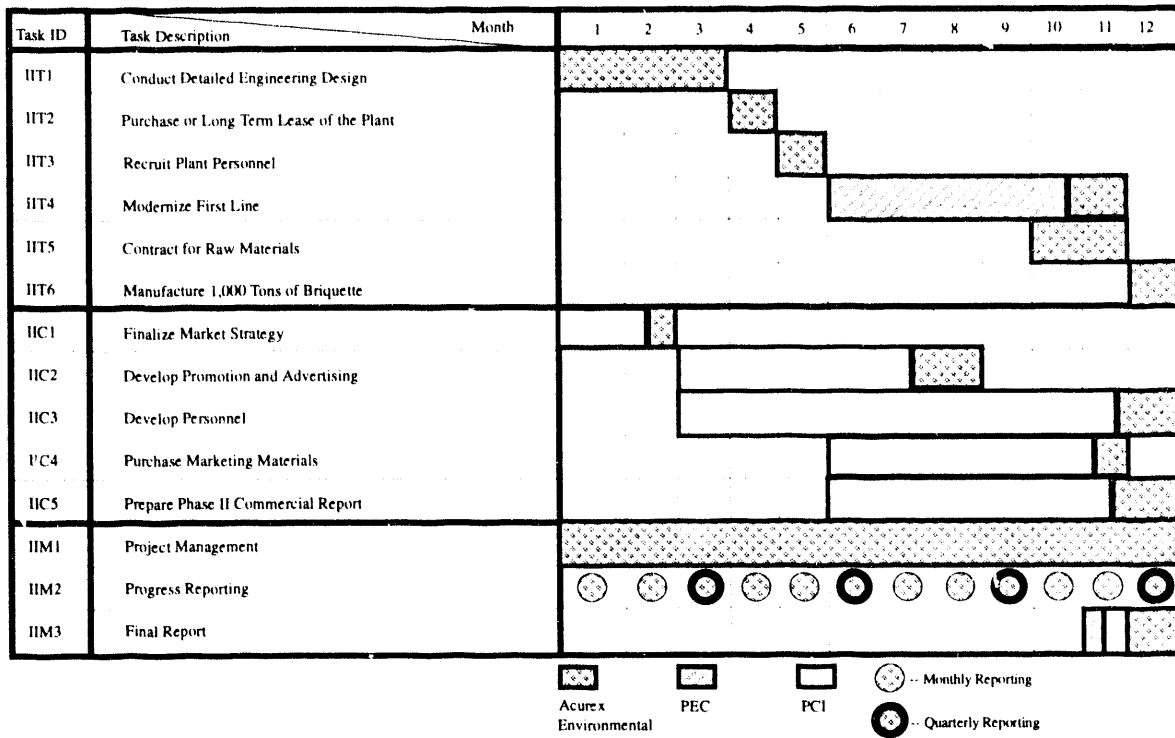 Task ID Task Description Month 1 2 3 4 5 6 7 8 9 10 11 12
IIT1 Conduct Detailed Engineering Design
IIT2 Purchase or Long Term Lease of the Plant
IIT3 Recruit Plant Personnel
IIT4 Modernize First Line
IIT5 Contract for Raw Materials
IIT6 Manufacture 1,000 Tons of Briquette
IIC1 Finalize Market Strategy
IIC2 Develop Promotion and Advertising
IIC3 Develop Personnel
I'C4 Purchase Marketing Materials
IIC5 Prepare Phase II Commercial Report
IIM1 Project Management
IIM2 Progress Reporting
IIM3 Final Report
Acurex Environmental
PEC
PCI
-- Monthly Reporting
-- Quarterly Reporting